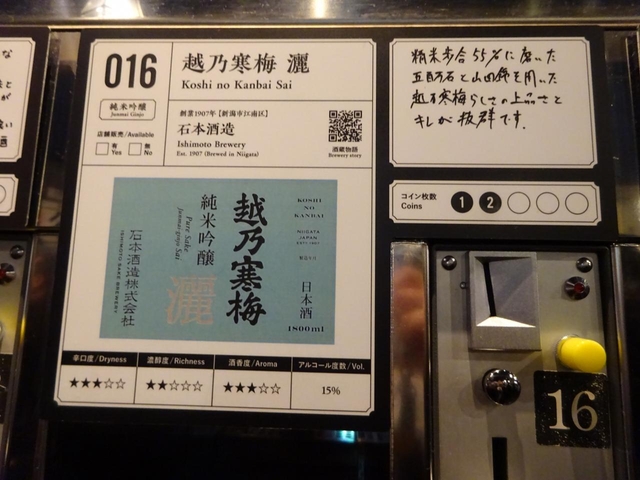 016
純米吟醸
Junmai Ginjo
店舗販売/Available
有
Yes
無
No
越乃寒梅 灑
Koshi no Kanbai Sai
創業1907年【新潟市江南区】
石本酒造
Ishimoto Brewery
Est. 1907 (Brewed in Niigata)
酒蔵物語
Brewery story
精米歩合55%に磨いた
五百万石と山田錦を用いた
越乃寒梅らしさの上品さと
キレが抜群です。
コイン枚数
Coins
1 2
KOSHI
NO
KANBAI
NIIGATA
JAPAN
日本酒
1800ml
越乃寒梅
純米吟醸
Pure Sake
Junmai-ginjo Sai
灑
石本酒造株式会社
ISHIMOTO SAKE BREWERY
辛口度/Dryness
★★★☆☆
濃醇度/Richness
★★☆☆☆
酒香度/Aroma
★★★☆☆
アルコール度数/Vol.
15%
16